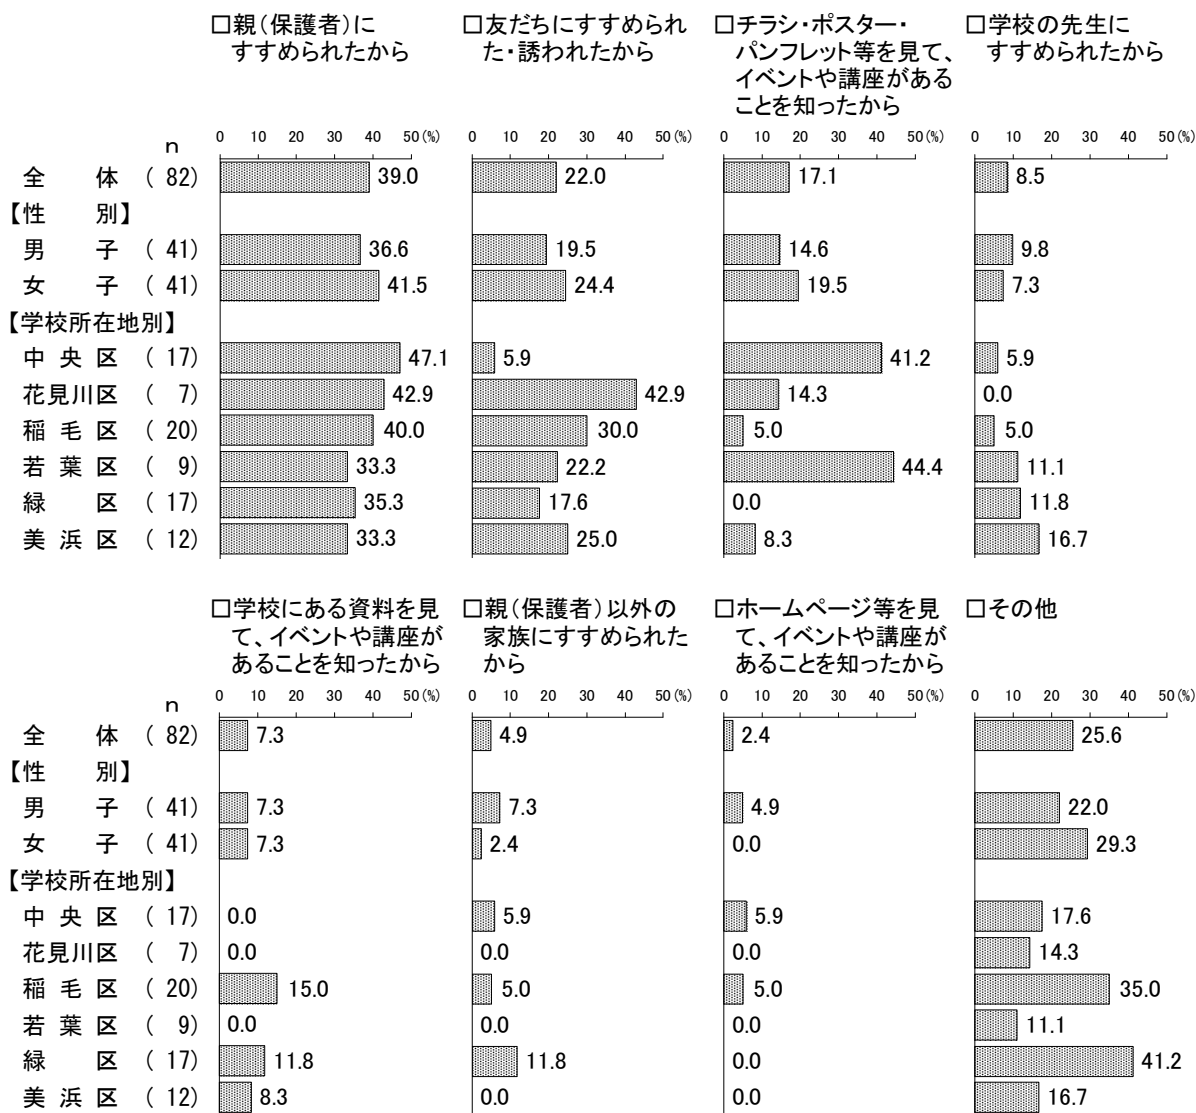 □親(保護者)に
すすめられたから
□友だちにすすめられ
た・誘われたから
□チラシ・ポスター・
パンフレット等を見て、
イベントや講座がある
ことを知ったから
□学校の先生に
すすめられたから
0 10 20 30 40 50(%) 0 10 20 30 40 50(%) 0 10 20 30 40 50(%) 0 10 20 30 40 50(%)
n
全体 (82) 39.0 22.0 17.1 8.5
【性別】
男子 (41) 36.6 19.5 14.6 9.8
女子 (41) 41.5 24.4 19.5 7.3
【学校所在地別】
中央区 (17) 47.1 5.9 41.2 5.9
花見川区 (7) 42.9 42.9 14.3 0.0
稲毛区 (20) 40.0 30.0 5.0 5.0
若葉区 (9) 33.3 22.2 44.4 11.1
緑区 (17) 35.3 17.6 0.0 11.8
美浜区 (12) 33.3 25.0 8.3 16.7
□学校にある資料を見
て、イベントや講座が
あることを知ったから
□親(保護者)以外の
家族にすすめられた
から
□ホームページ等を見
て、イベントや講座が
あることを知ったから
□その他
0 10 20 30 40 50(%) 0 10 20 30 40 50(%) 0 10 20 30 40 50(%) 0 10 20 30 40 50(%)
n
全体 (82) 7.3 4.9 2.4 25.6
【性別】
男子 (41) 7.3 7.3 4.9 22.0
女子 (41) 7.3 2.4 0.0 29.3
【学校所在地別】
中央区 (17) 0.0 5.9 5.9 17.6
花見川区 (7) 0.0 0.0 0.0 14.3
稲毛区 (20) 15.0 5.0 5.0 35.0
若葉区 (9) 0.0 0.0 0.0 11.1
緑区 (17) 11.8 11.8 0.0 41.2
美浜区 (12) 8.3 0.0 0.0 16.7